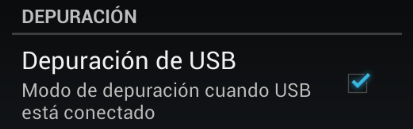 DEPURACIÓN
Depuración de USB
Modo de depuración cuando USB
está conectado